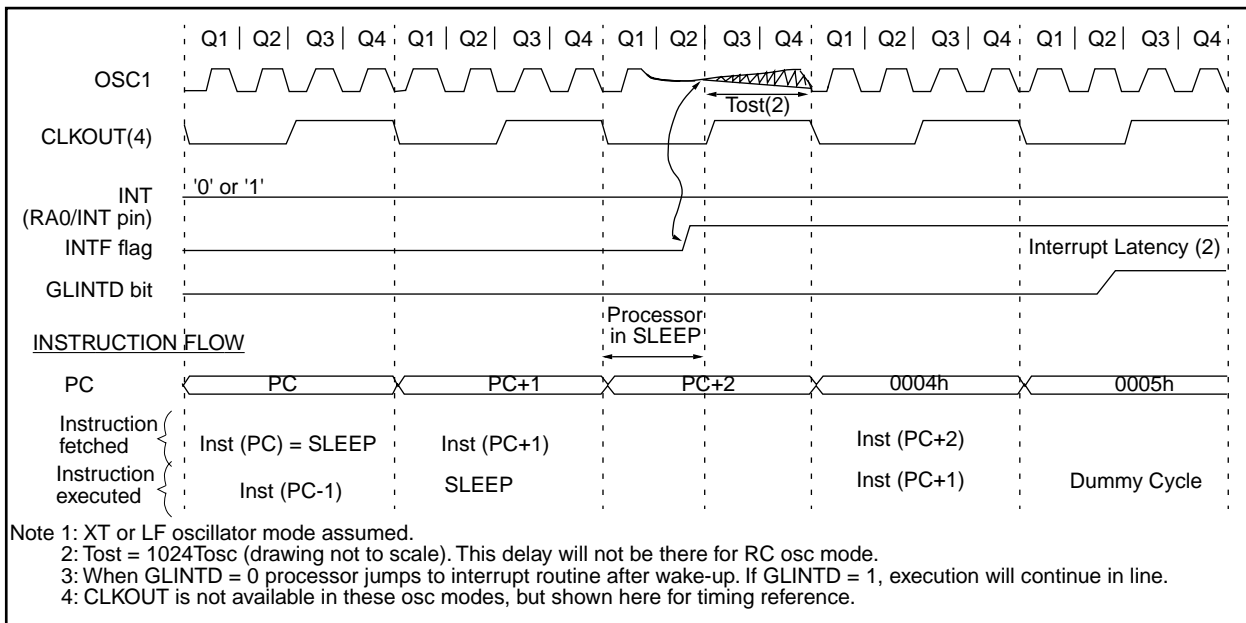 Q1 | Q2 | Q3 | Q4 Q1 | Q2 | Q3 | Q4 Q1 | Q2 | Q3 | Q4 Q1 | Q2 | Q3 | Q4 Q1 | Q2 | Q3 | Q4
OSC1
Tost(2)
CLKOUT(4)
'0' or '1'
INT
(RA0/INT pin)
INTF flag
Interrupt Latency (2)
GLINTD bit
Processor
in SLEEP
INSTRUCTION FLOW
PC PC PC+1 PC+2 0004h 0005h
Instruction
fetched
Inst (PC) = SLEEP Inst (PC+1) Inst (PC+2)
Instruction
executed
Inst (PC-1) SLEEP Inst (PC+1) Dummy Cycle
Note 1: XT or LF oscillator mode assumed.
2: Tost = 1024Tosc (drawing not to scale). This delay will not be there for RC osc mode.
3: When GLINTD = 0 processor jumps to interrupt routine after wake-up. If GLINTD = 1, execution will continue in line.
4: CLKOUT is not available in these osc modes, but shown here for timing reference.